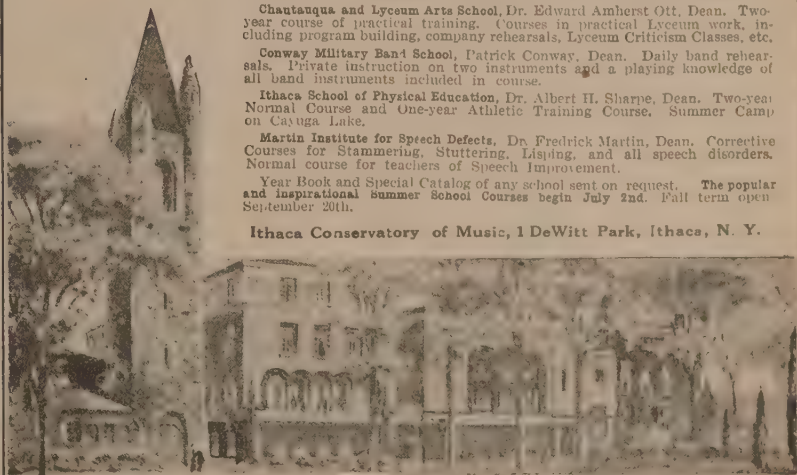 Chautauqua and Lyceum Arts School, Dr. Edward Amherst Ott, Dean. Two-
year course of practical training. Courses in practical Lyceum work, in-
cluding program building, company rehearsals, Lyceum Criticism Classes, etc.
Conway Military Band School, Patrick Conway, Dean. Daily band rehear-
sals. Private instruction on two instruments and a playing knowledge of
all band instruments included in course.
Ithaca School of Physical Education, Dr. Albert H. Sharpe, Dean. Two-year
Normal Course and One-year Athletic Training Course. Summer Camp
on Cayuga Lake.
Martin Institute for Speech Defects, Dr. Fredrick Martin, Dean. Corrective
Courses for Stammering, Stuttering, Lisping, and all speech disorders.
Normal course for teachers of Speech Improvement.
Year Book and Special Catalog of any school sent on request. The popular
and inspirational Summer School Courses begin July 2nd. Fall term open
September 20th.
Ithaca Conservatory of Music, 1 DeWitt Park, Ithaca, N. Y.